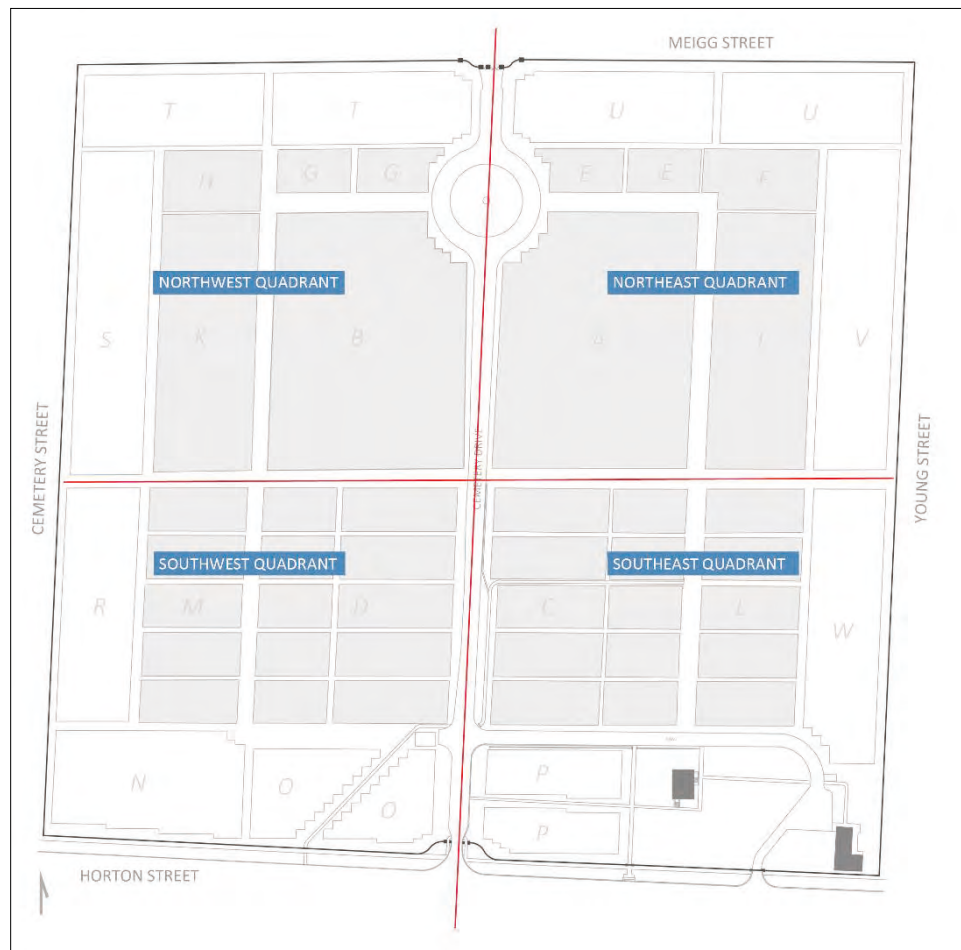 MEIGG STREET
T
T
U
U
H
G
G
E
E
F
NORTHWEST QUADRANT
NORTHEAST QUADRANT
S
K
B
I
V
CEMETERY STREET
CEMETERY DRIVE
YOUNG STREET
SOUTHWEST QUADRANT
SOUTHEAST QUADRANT
R
M
D
C
L
W
N
O
O
P
P
HORTON STREET